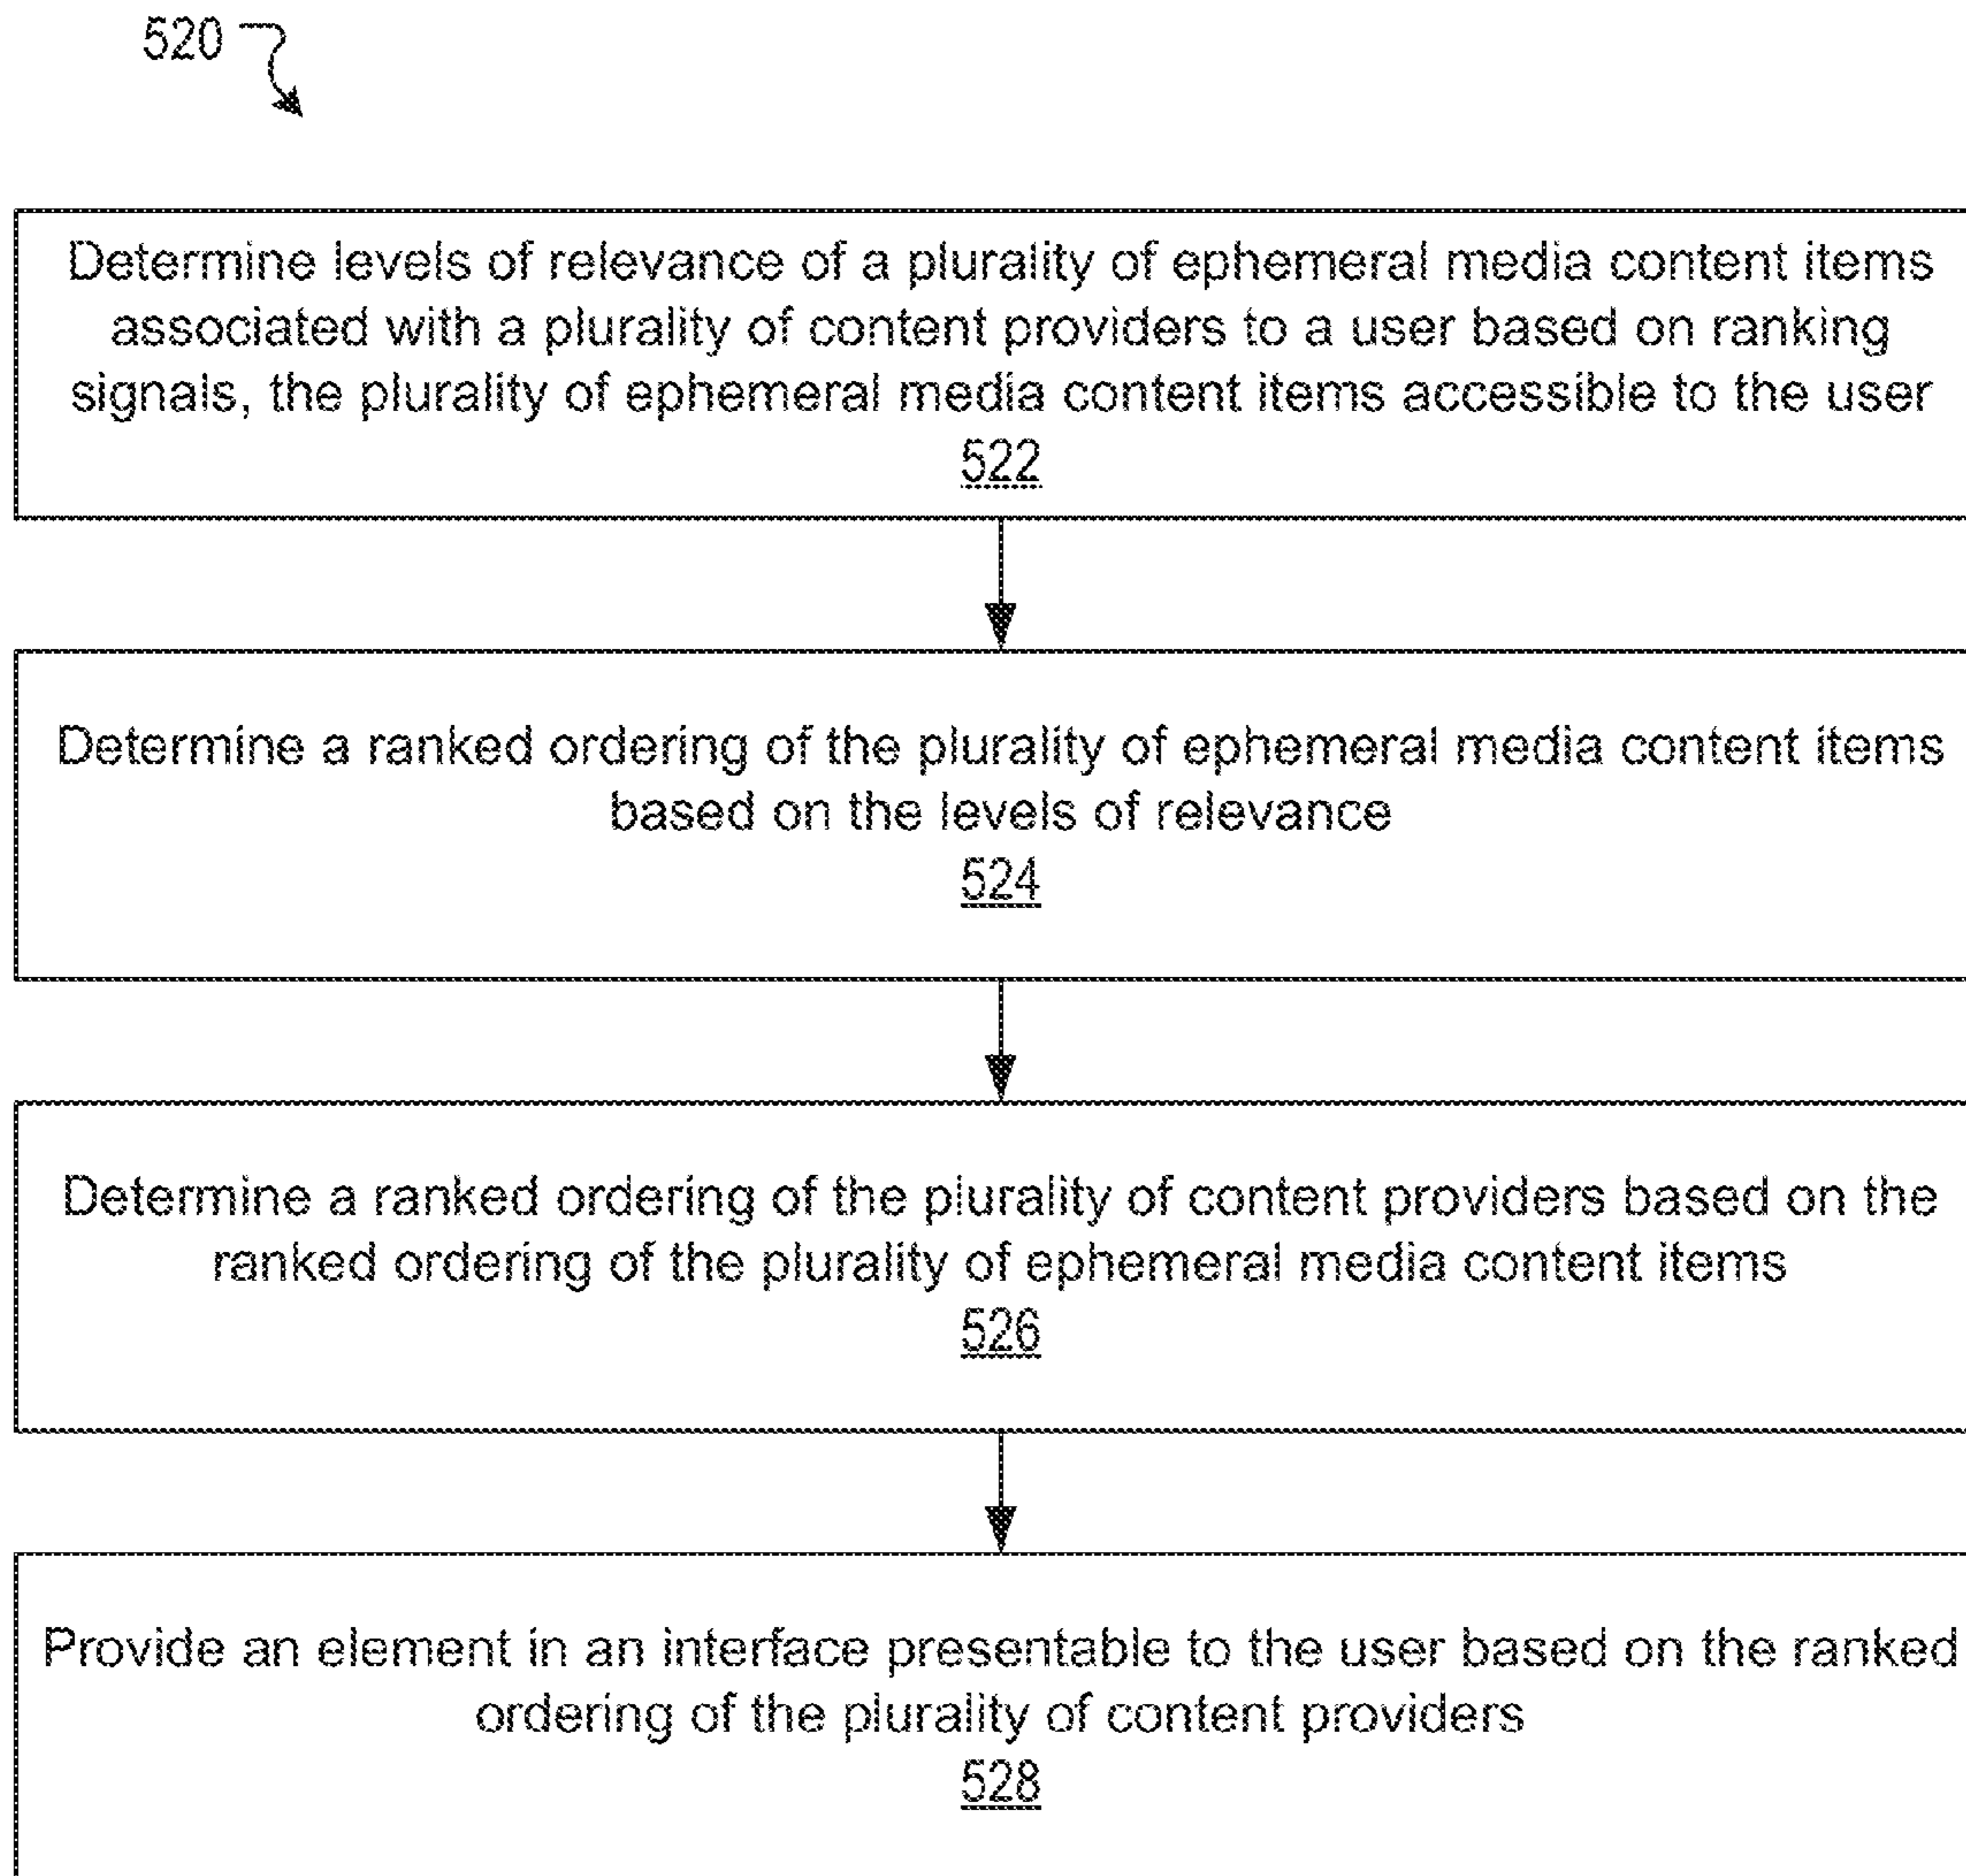 520
Determine levels of relevance of a plurality of ephemeral media content items
associated with a plurality of content providers to a user based on ranking
signals, the plurality of ephemeral media content items accessible to the user
522
Determine a ranked ordering of the plurality of ephemeral media content items
based on the levels of relevance
524
Determine a ranked ordering of the plurality of content providers based on the
ranked ordering of the plurality of ephemeral media content items
526
Provide an element in an interface presentable to the user based on the ranked
ordering of the plurality of content providers
528